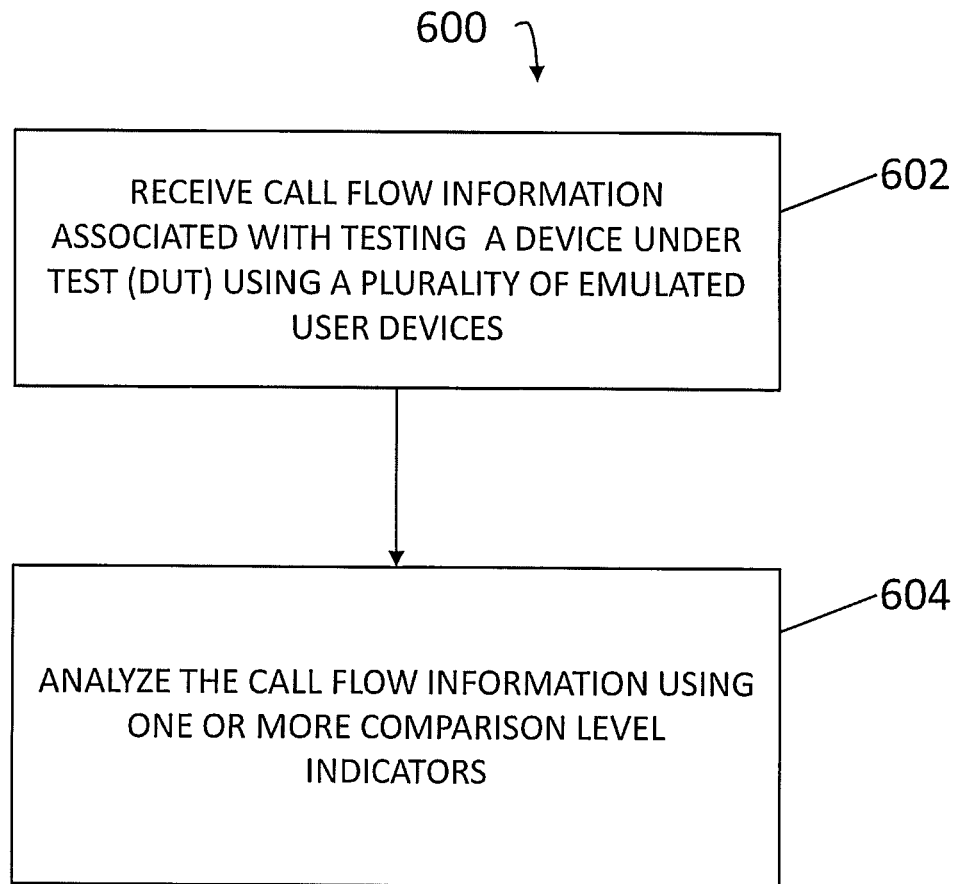 600
RECEIVE CALL FLOW INFORMATION
ASSOCIATED WITH TESTING A DEVICE UNDER
TEST (DUT) USING A PLURALITY OF EMULATED
USER DEVICES
602
ANALYZE THE CALL FLOW INFORMATION USING
ONE OR MORE COMPARISON LEVEL
INDICATORS
604